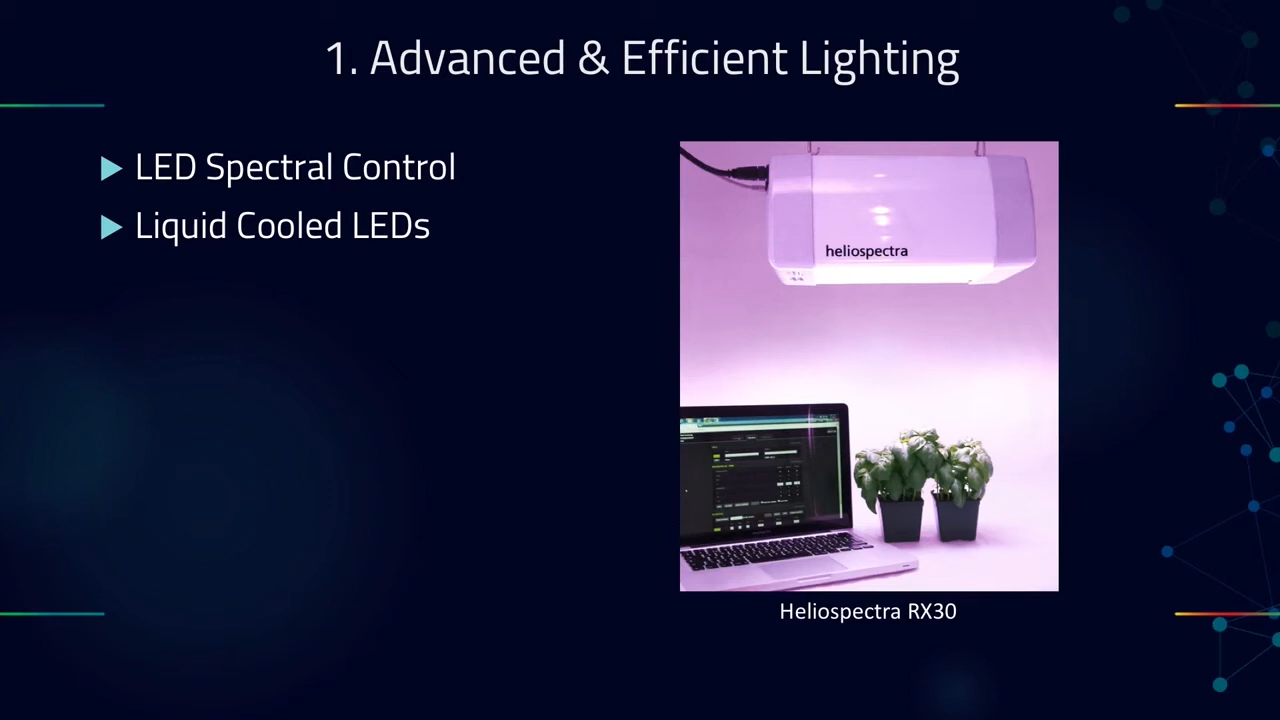 1. Advanced & Efficient Lighting
LED Spectral Control
Liquid Cooled LEDs
heliospectra
Heliospectra RX30